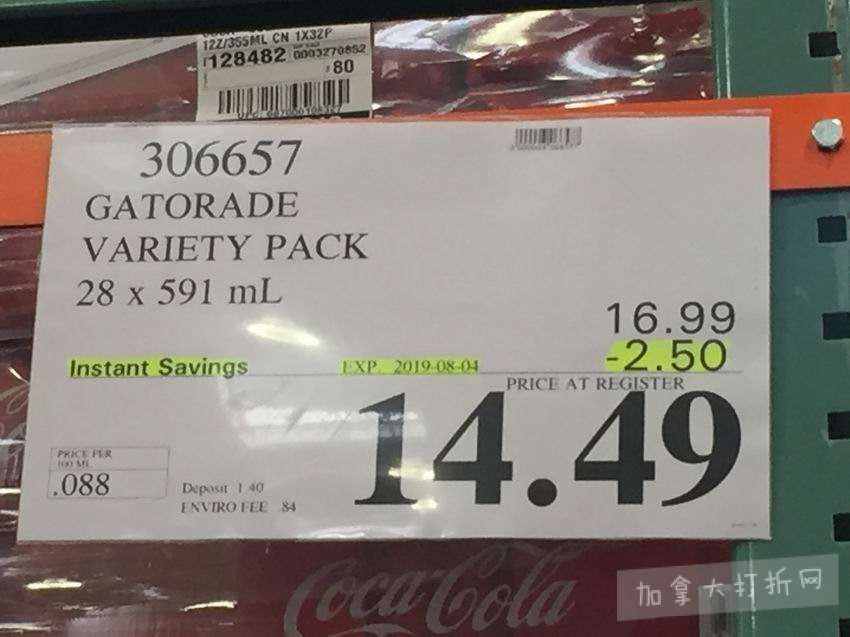 12Z/355ML CN 1X32P
128482 0003270852
80
306657
GATORADE
VARIETY PACK
28 x 591 mL
16.99
Instant Savings EXP. 2019-08-04 -2.50
PRICE AT REGISTER
14.49
PRICE PER
100 ML
.088
Deposit 1.40
ENVIRO FEE .84
Coca-Cola
加拿大打折网